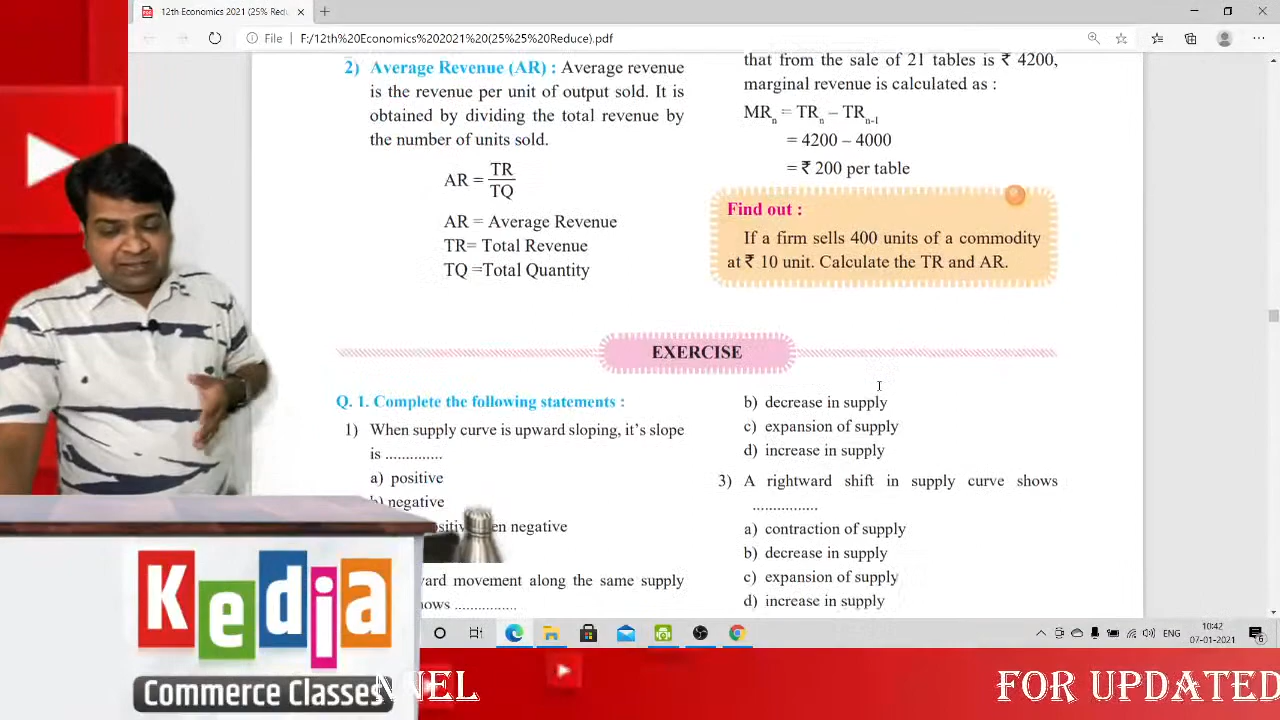 12th Economics 2021 (25% Redu
File
F:/12th%20Economics%202021%20(25%25%20Reduce).pdf
2) Average Revenue (AR) : Average revenue
is the revenue per unit of output sold. It is
obtained by dividing the total revenue by
the number of units sold.
AR = TR
TQ
AR = Average Revenue
TR= Total Revenue
TQ =Total Quantity
that from the sale of 21 tables is ₹ 4200,
marginal revenue is calculated as :
MRn = TRn – TRn-1
= 4200 – 4000
= ₹ 200 per table
Find out :
If a firm sells 400 units of a commodity
at ₹ 10 unit. Calculate the TR and AR.
EXERCISE
Q. 1. Complete the following statements :
1) When supply curve is upward sloping, it's slope
is ..............
a) positive
b) negative
en negative
ward movement along the same supply
hows ...............
b) decrease in supply
c) expansion of supply
d) increase in supply
3) A rightward shift in supply curve shows
...............
a) contraction of supply
b) decrease in supply
c) expansion of supply
d) increase in supply
Kedia
Commerce Classes
ENG
10:42
07-01-2021
6
NNEL
FOR UPDATED